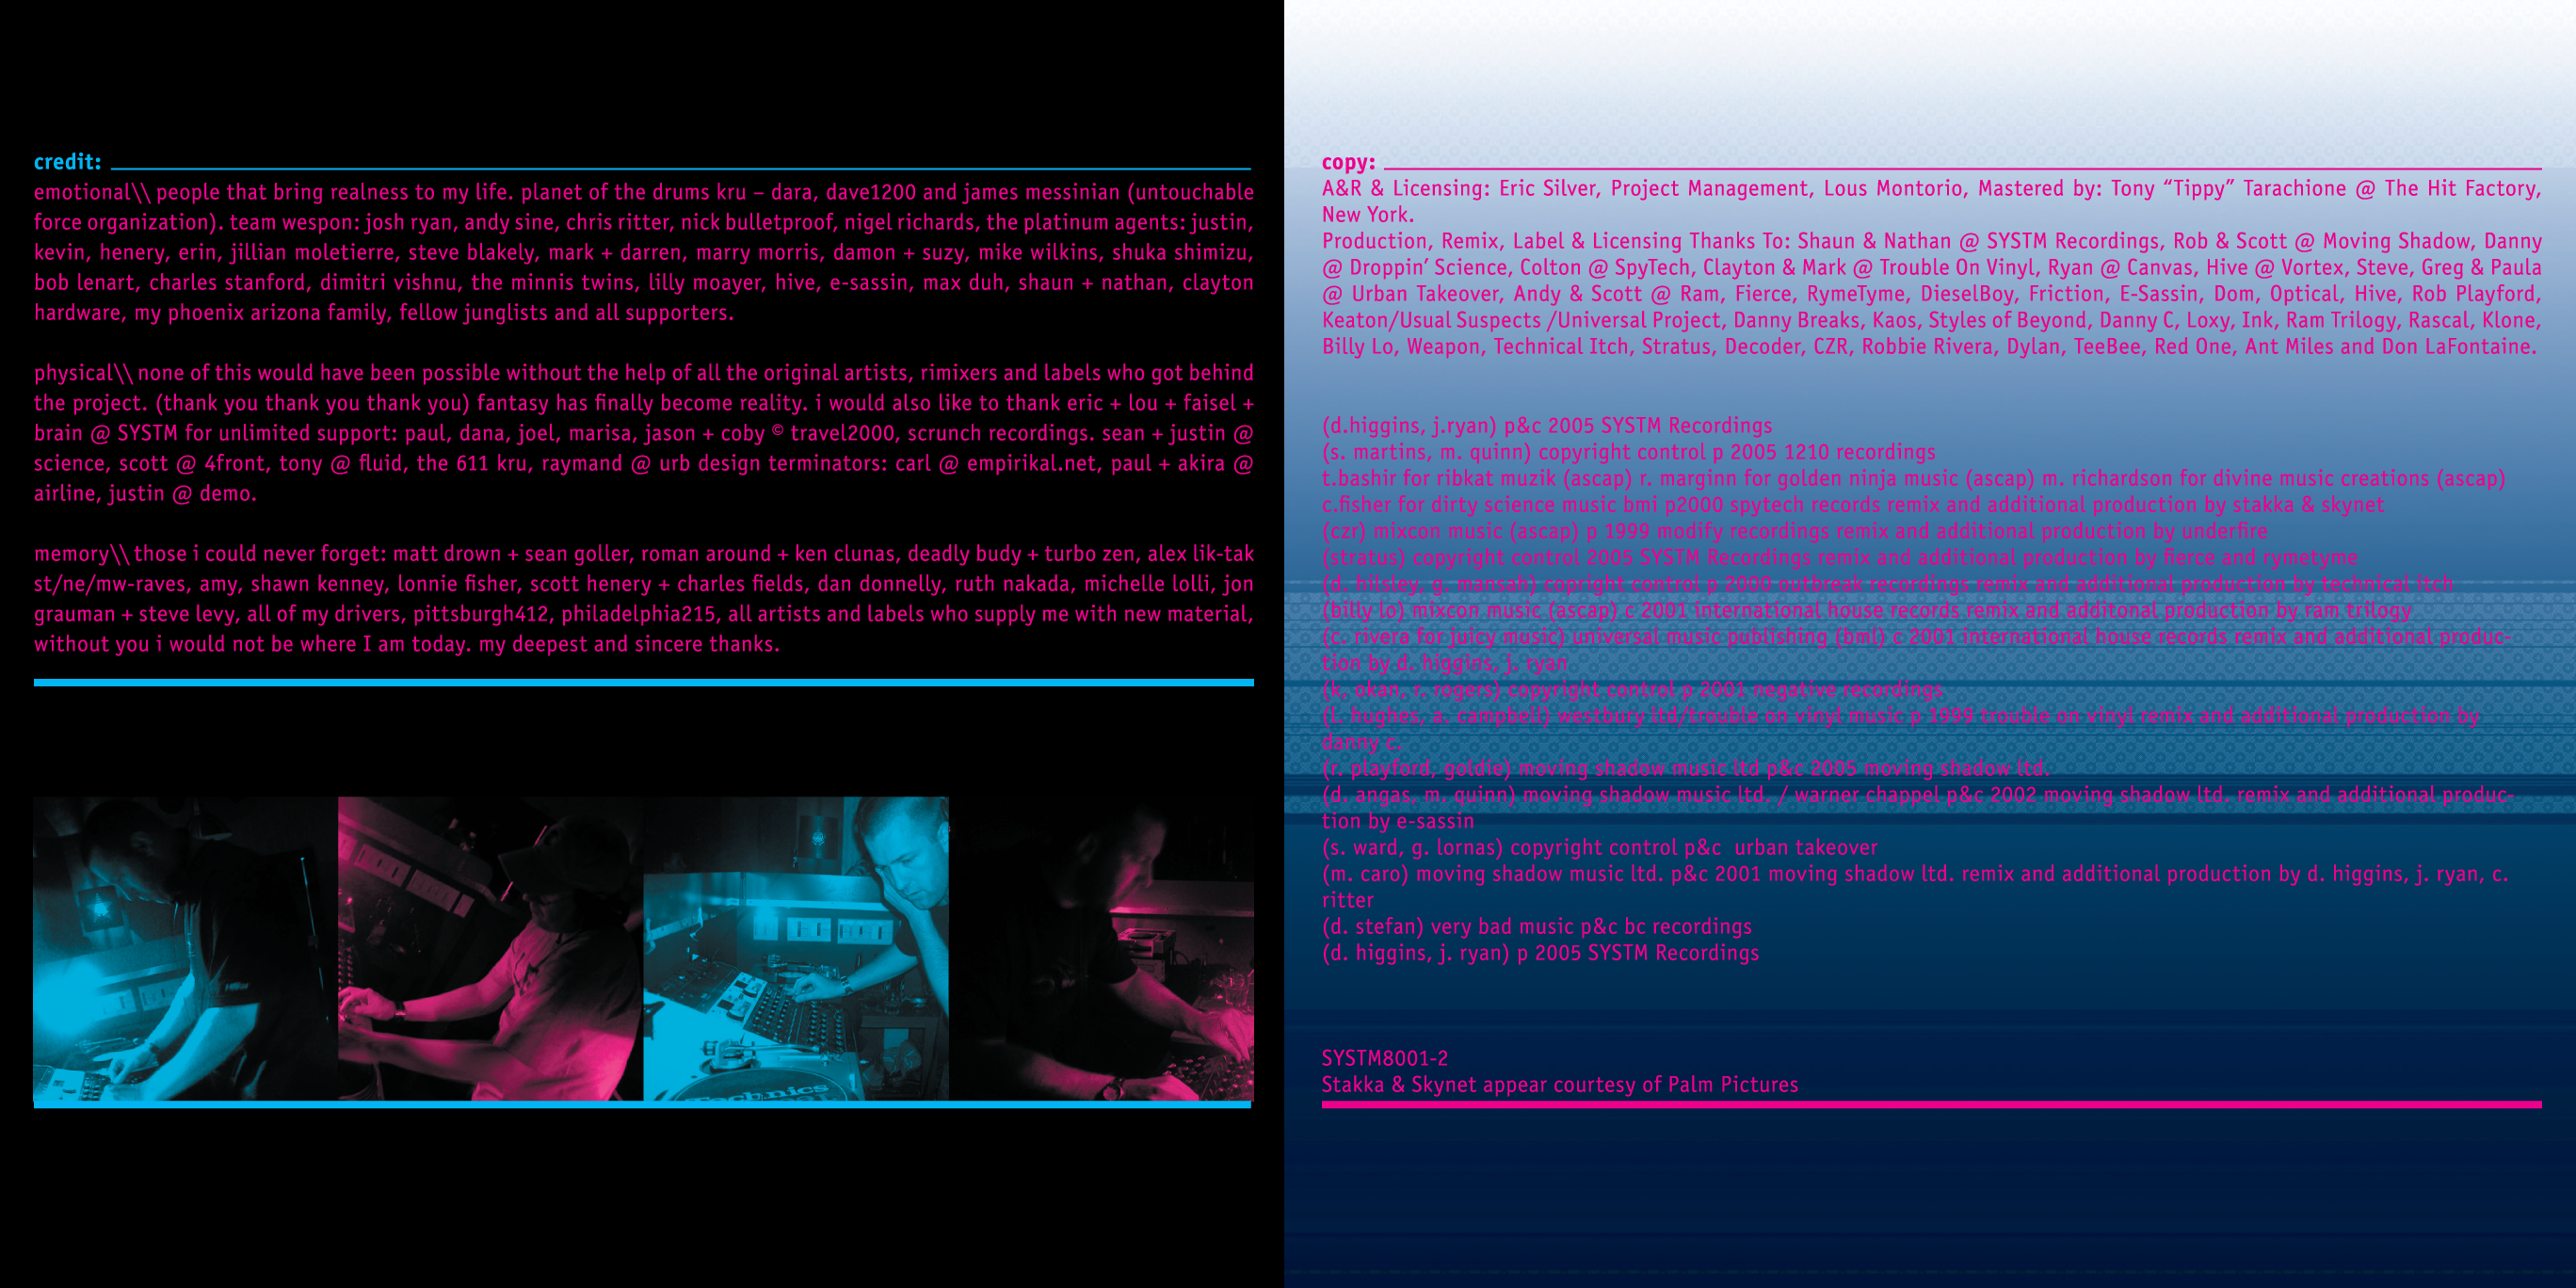 credit:
emotional\\ people that bring realness to my life. planet of the drums kru – dara, dave1200 and james messinian (untouchable
force organization). team wespon: josh ryan, andy sine, chris ritter, nick bulletproof, nigel richards, the platinum agents: justin,
kevin, henery, erin, jillian moletierre, steve blakely, mark + darren, marry morris, damon + suzy, mike wilkins, shuka shimizu,
bob lenart, charles stanford, dimitri vishnu, the minnis twins, lilly moayer, hive, e-sassin, max duh, shaun + nathan, clayton
hardware, my phoenix arizona family, fellow junglists and all supporters.
physical\\ none of this would have been possible without the help of all the original artists, rimixers and labels who got behind
the project. (thank you thank you thank you) fantasy has finally become reality. i would also like to thank eric + lou + faisel +
brain @ SYSTM for unlimited support: paul, dana, joel, marisa, jason + coby © travel2000, scrunch recordings. sean + justin @
science, scott @ 4front, tony @ fluid, the 611 kru, raymand @ urb design terminators: carl @ empirikal.net, paul + akira @
airline, justin @ demo.
memory\\ those i could never forget: matt drown + sean goller, roman around + ken clunas, deadly budy + turbo zen, alex lik-tak
st/ne/mw-raves, amy, shawn kenney, lonnie fisher, scott henery + charles fields, dan donnelly, ruth nakada, michelle lolli, jon
grauman + steve levy, all of my drivers, pittsburgh412, philadelphia215, all artists and labels who supply me with new material,
without you i would not be where I am today. my deepest and sincere thanks.
Technics
copy:
A&R & Licensing: Eric Silver, Project Management, Lous Montorio, Mastered by: Tony “Tippy” Tarachione @ The Hit Factory,
New York.
Production, Remix, Label & Licensing Thanks To: Shaun & Nathan @ SYSTM Recordings, Rob & Scott @ Moving Shadow, Danny
@ Droppin’ Science, Colton @ SpyTech, Clayton & Mark @ Trouble On Vinyl, Ryan @ Canvas, Hive @ Vortex, Steve, Greg & Paula
@ Urban Takeover, Andy & Scott @ Ram, Fierce, RymeTyme, DieselBoy, Friction, E-Sassin, Dom, Optical, Hive, Rob Playford,
Keaton/Usual Suspects /Universal Project, Danny Breaks, Kaos, Styles of Beyond, Danny C, Loxy, Ink, Ram Trilogy, Rascal, Klone,
Billy Lo, Weapon, Technical Itch, Stratus, Decoder, CZR, Robbie Rivera, Dylan, TeeBee, Red One, Ant Miles and Don LaFontaine.
(d.higgins, j.ryan) p&c 2005 SYSTM Recordings
(s. martins, m. quinn) copyright control p 2005 1210 recordings
t.bashir for ribkat muzik (ascap) r. marginn for golden ninja music (ascap) m. richardson for divine music creations (ascap)
c.fisher for dirty science music bmi p2000 spytech records remix and additional production by stakka & skynet
(czr) mixcon music (ascap) p 1999 modify recordings remix and additional production by underfire
(stratus) copyright control 2005 SYSTM Recordings remix and additional production by fierce and rymetyme
(d. hilsley, g. mansah) copright control p 2000 outbreak recordings remix and additional production by technical itch
(billy lo) mixcon music (ascap) c 2001 international house records remix and additonal production by ram trilogy
(c. rivera for juicy music) universal music publishing (bml) c 2001 international house records remix and additional produc-
tion by d. higgins, j. ryan
(k. okan, r. rogers) copyright control p 2001 negative recordings
(l. hughes, a. campbell) westbury ltd/trouble on vinyl music p 1999 trouble on vinyl remix and additional production by
danny c.
(r. playford, goldie) moving shadow music ltd p&c 2005 moving shadow ltd.
(d. angas, m. quinn) moving shadow music ltd. / warner chappel p&c 2002 moving shadow ltd. remix and additional produc-
tion by e-sassin
(s. ward, g. lornas) copyright control p&c urban takeover
(m. caro) moving shadow music ltd. p&c 2001 moving shadow ltd. remix and additional production by d. higgins, j. ryan, c.
ritter
(d. stefan) very bad music p&c bc recordings
(d. higgins, j. ryan) p 2005 SYSTM Recordings
SYSTM8001-2
Stakka & Skynet appear courtesy of Palm Pictures